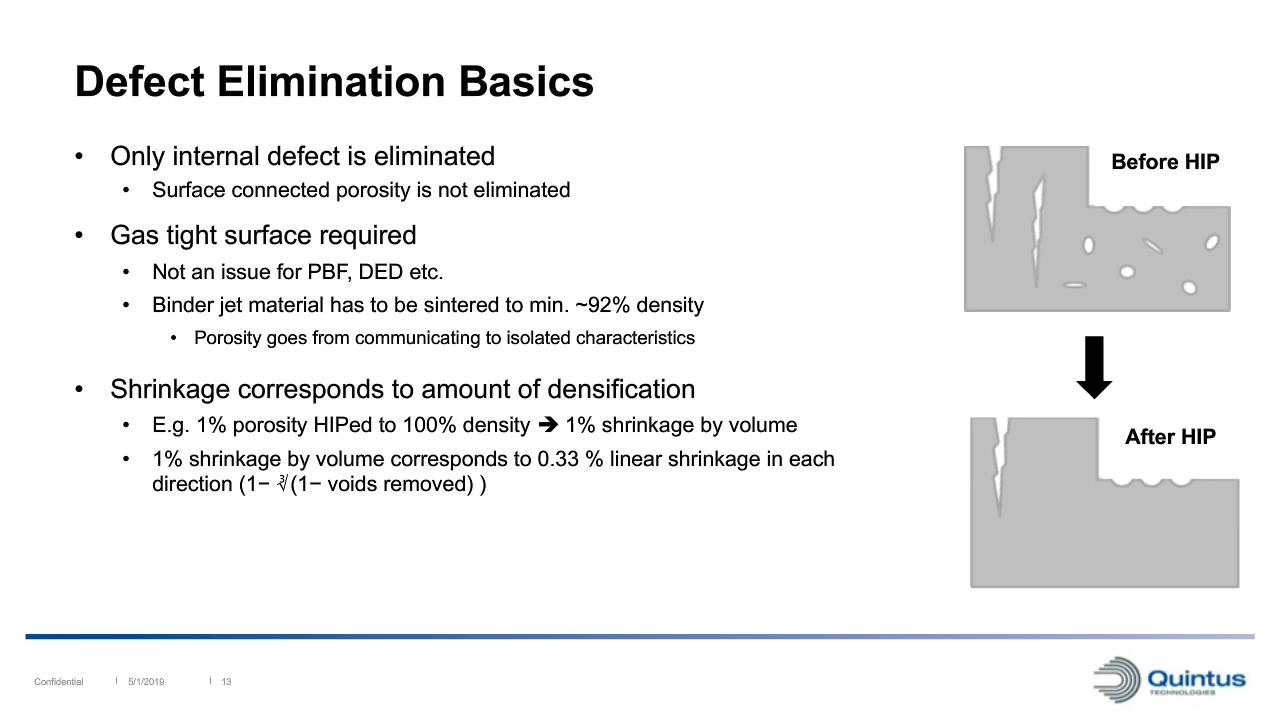 Defect Elimination Basics
• Only internal defect is eliminated
• Surface connected porosity is not eliminated
• Gas tight surface required
• Not an issue for PBF, DED etc.
• Binder jet material has to be sintered to min. ~92% density
• Porosity goes from communicating to isolated characteristics
• Shrinkage corresponds to amount of densification
• E.g. 1% porosity HIPed to 100% density ➔ 1% shrinkage by volume
• 1% shrinkage by volume corresponds to 0.33 % linear shrinkage in each
direction (1− ∛(1− voids removed) )
Before HIP
After HIP
Confidential | 5/1/2019 | 13
Quintus
TECHNOLOGIES